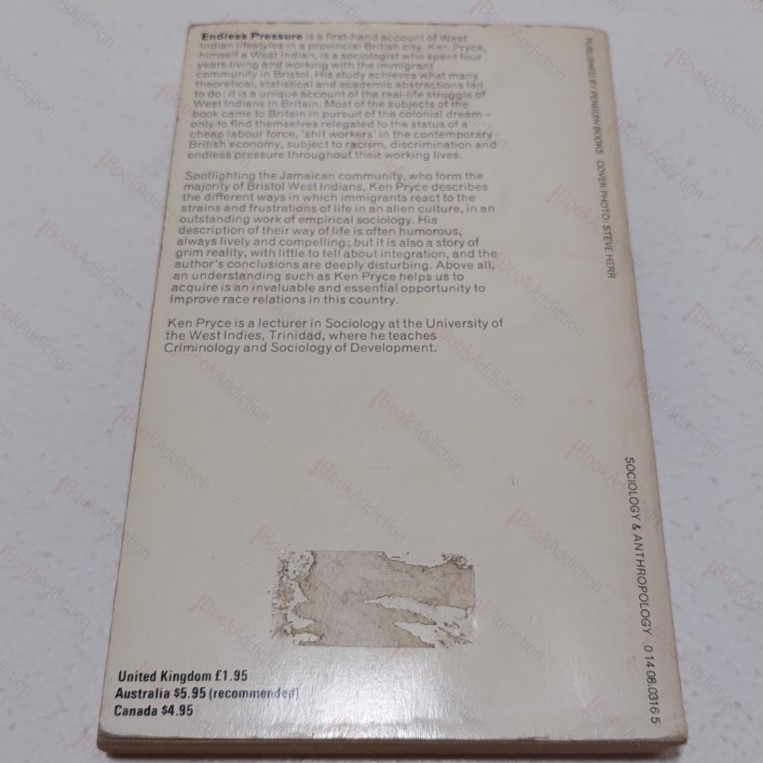 Endless Pressure is a first-hand account of West
Indian lifestyles in a provincial British city. Ken Pryce,
himself a West Indian, is a sociologist who spent four
years living and working with the immigrant
community in Bristol. His study achieves what many
theoretical, statistical and academic abstractions fail
to do: it is a unique account of the real-life struggle of
West Indians in Britain. Most of the subjects of the
book came to Britain in pursuit of the colonial dream –
only to find themselves relegated to the status of a
cheap labour force, 'shit workers' in the contemporary
British economy, subject to racism, discrimination and
endless pressure throughout their working lives.
Spotlighting the Jamaican community, who form the
majority of Bristol West Indians, Ken Pryce describes
the different ways in which immigrants react to the
strains and frustrations of life in an alien culture, in an
outstanding work of empirical sociology. His
description of their way of life is often humorous,
always lively and compelling; but it is also a story of
grim reality, with little to tell about integration, and the
author's conclusions are deeply disturbing. Above all,
an understanding such as Ken Pryce helps us to
acquire is an invaluable and essential opportunity to
improve race relations in this country.
Ken Pryce is a lecturer in Sociology at the University of
the West Indies, Trinidad, where he teaches
Criminology and Sociology of Development.
PUBLISHED BY PENGUIN BOOKS COVER PHOTO: STEVE HERR
SOCIOLOGY & ANTHROPOLOGY 0 14 08.0316 5
United Kingdom £1.95
Australia $5.95 (recommended)
Canada $4.95
BookAddiction